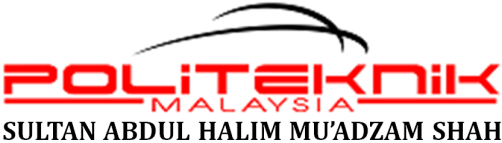 POLiTEKNiK
MALAYSIA
SULTAN ABDUL HALIM MU'ADZAM SHAH